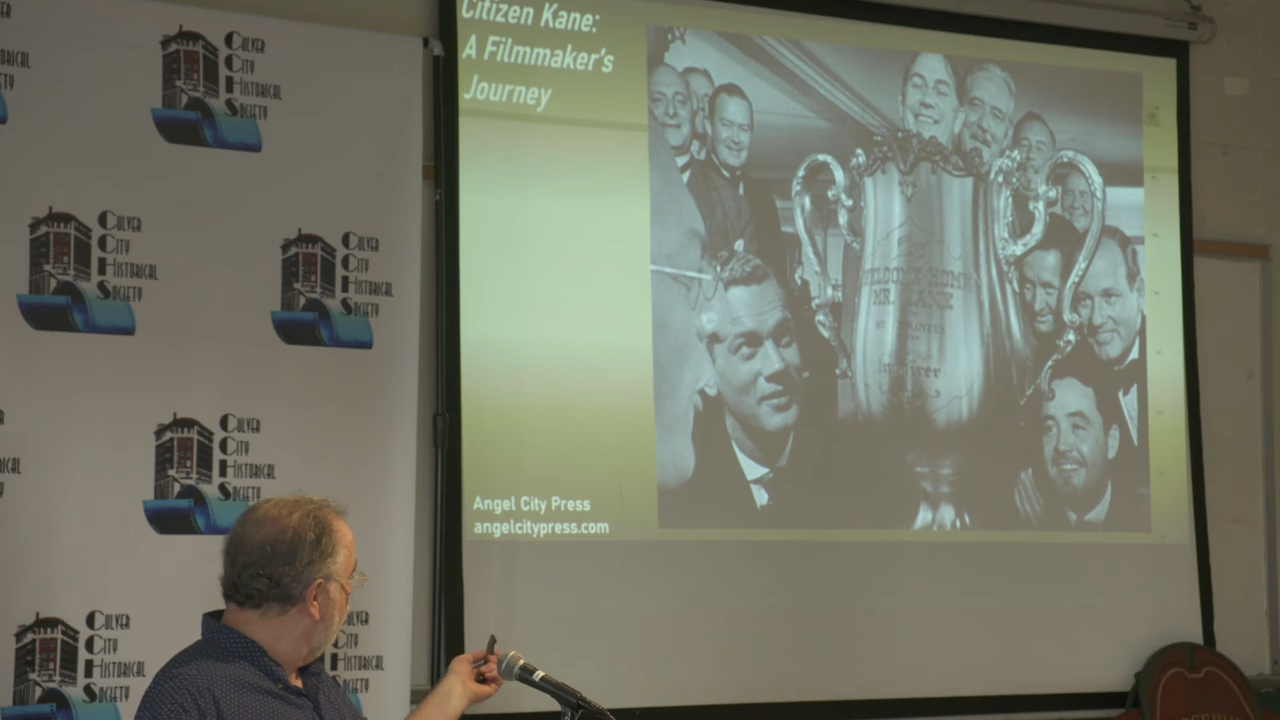 CULVER
CITY
HISTORICAL
SOCIETY
CULVER
CITY
HISTORICAL
SOCIETY
CULVER
CITY
HISTORICAL
SOCIETY
CULVER
CITY
HISTORICAL
SOCIETY
CULVER
CITY
HISTORICAL
SOCIETY
Citizen Kane:
A Filmmaker's
Journey
WELCOME HOME
MR. KANE
EMPLOYEES
Inquirer
Angel City Press
angelcitypress.com